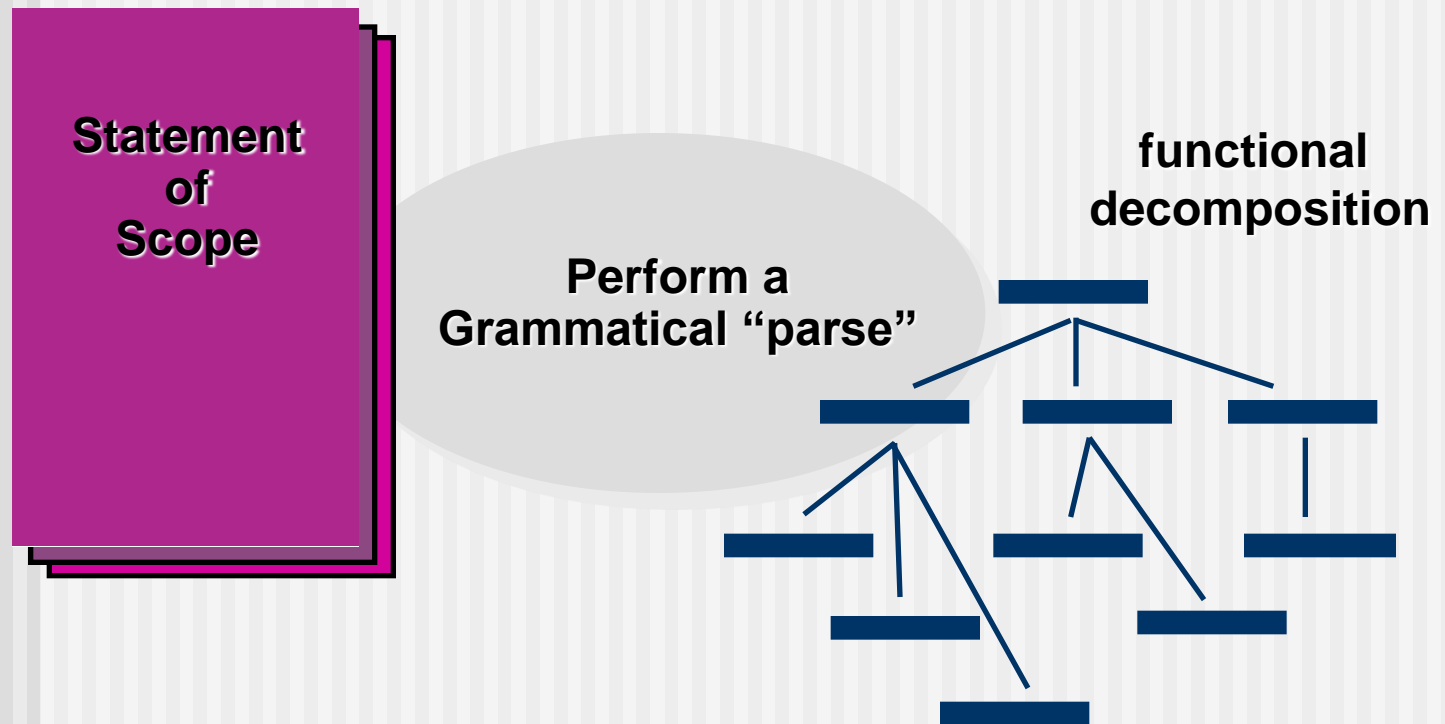 Statement
of
Scope
Perform a
Grammatical “parse”
functional
decomposition